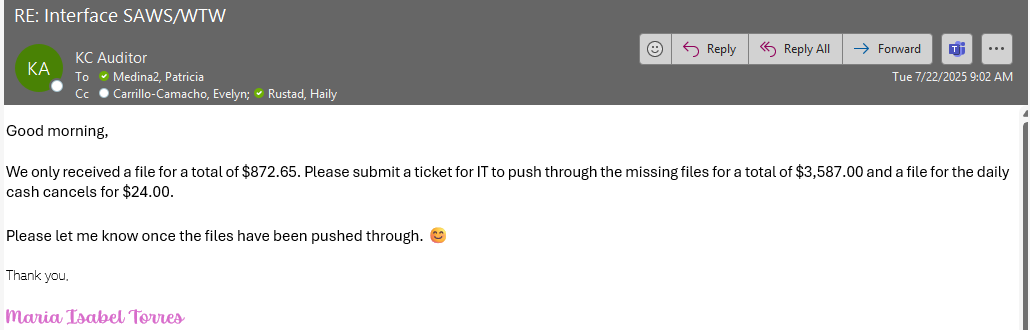 RE: Interface SAWS/WTW
KA
KC Auditor
To Medina2, Patricia
Cc Carrillo-Camacho, Evelyn; Rustad, Haily
Reply
Reply All
Forward
Tue 7/22/2025 9:02 AM
Good morning,
We only received a file for a total of $872.65. Please submit a ticket for IT to push through the missing files for a total of $3,587.00 and a file for the daily
cash cancels for $24.00.
Please let me know once the files have been pushed through. 😊
Thank you,
Maria Isabel Torres